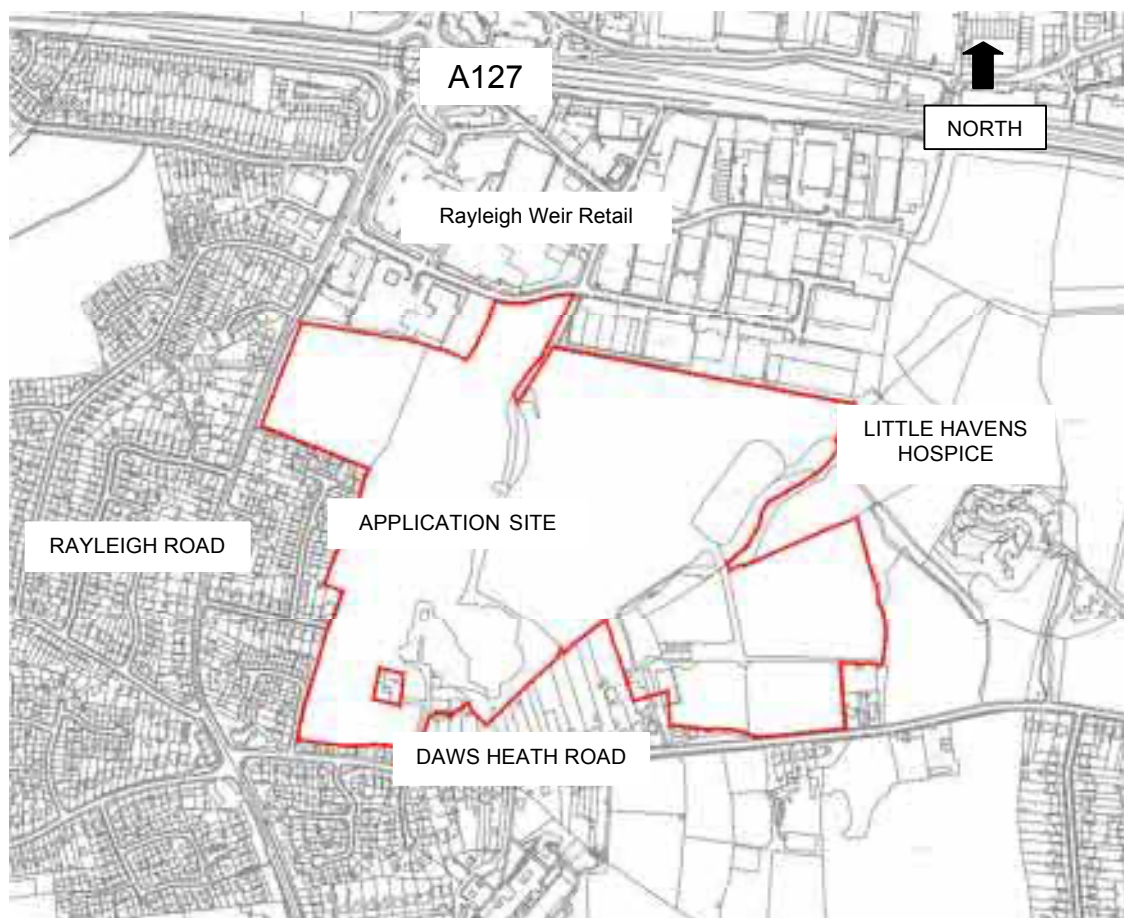 A127
NORTH
Rayleigh Weir Retail
LITTLE HAVENS
HOSPICE
APPLICATION SITE
RAYLEIGH ROAD
DAWS HEATH ROAD